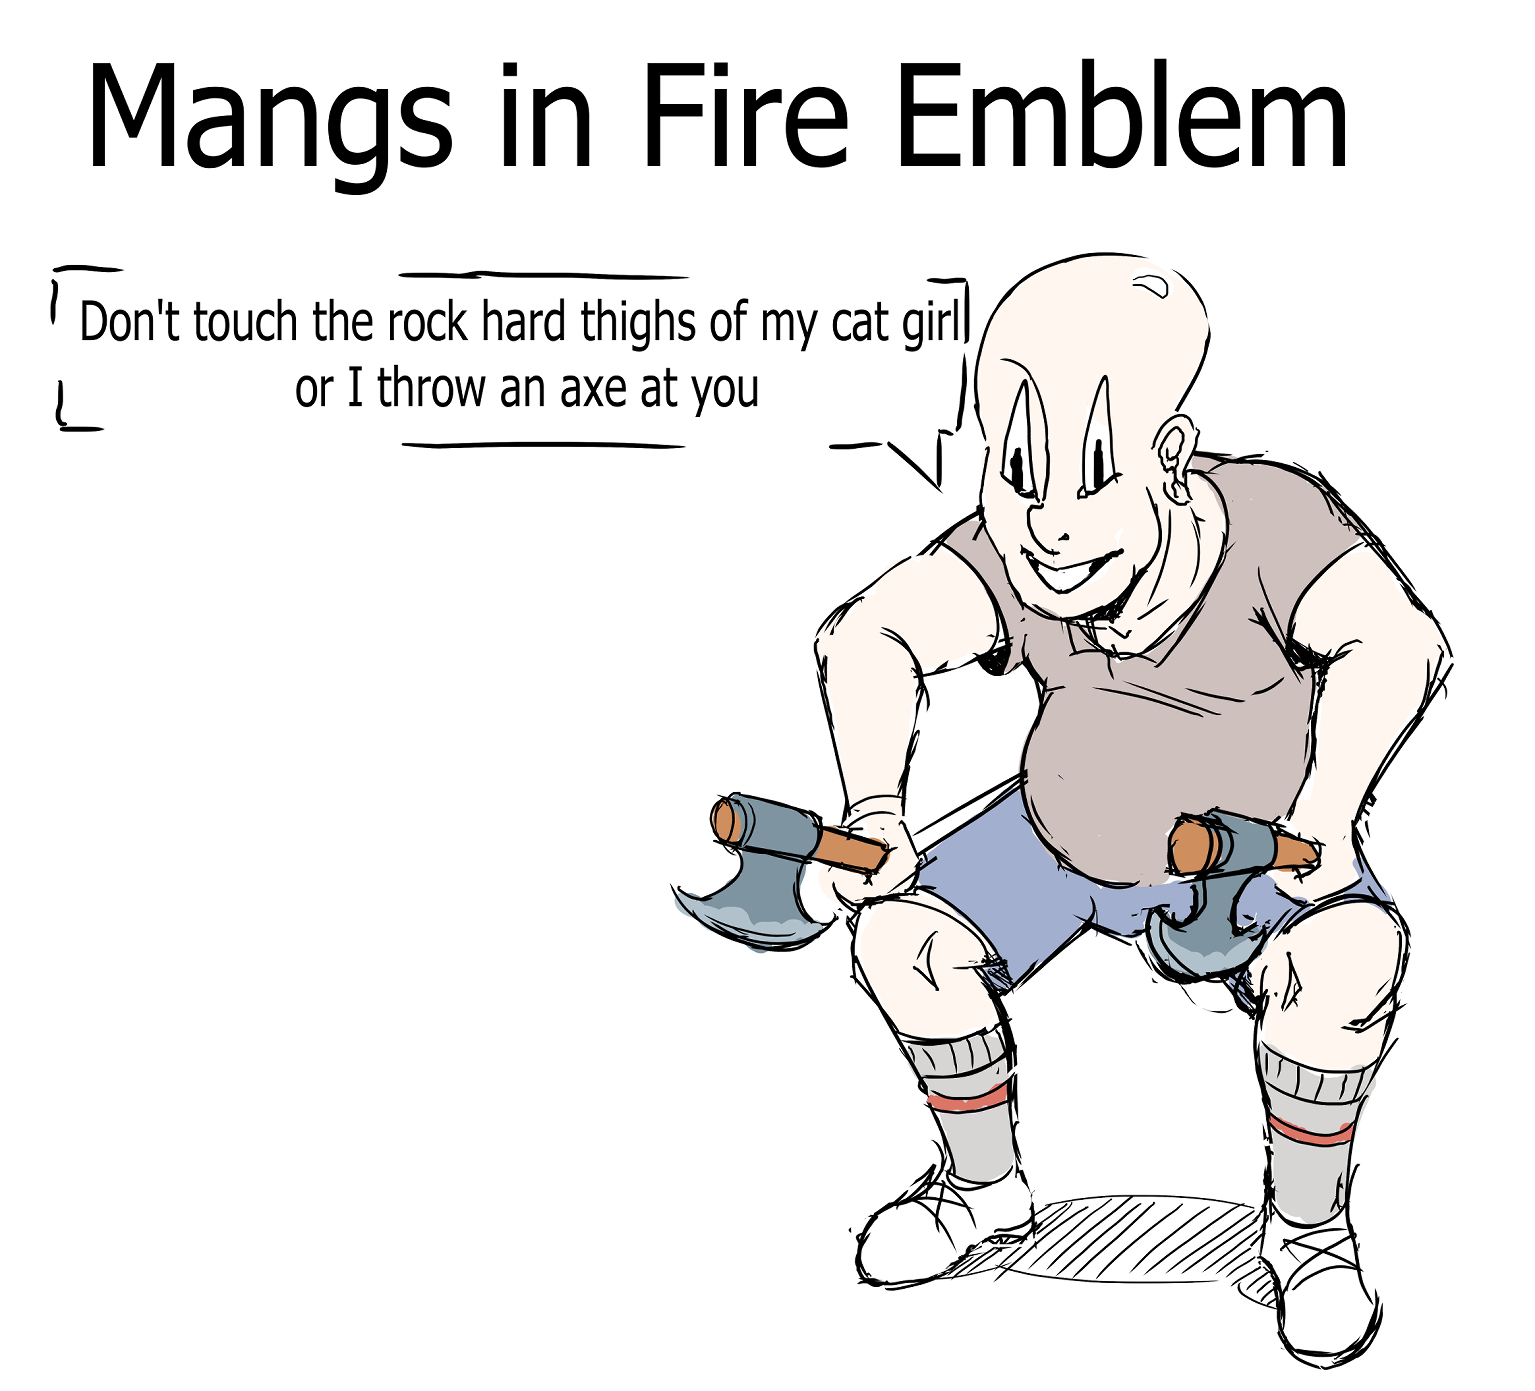 Mangs in Fire Emblem
Don't touch the rock hard thighs of my cat girl
or I throw an axe at you